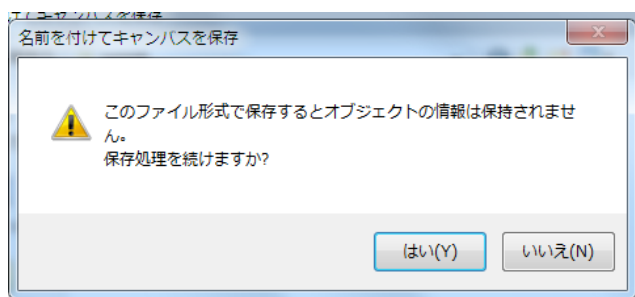 名前を付けてキャンバスを保存
このファイル形式で保存するとオブジェクトの情報は保持されませ
ん。
保存処理を続けますか?
はい(Y)
いいえ(N)